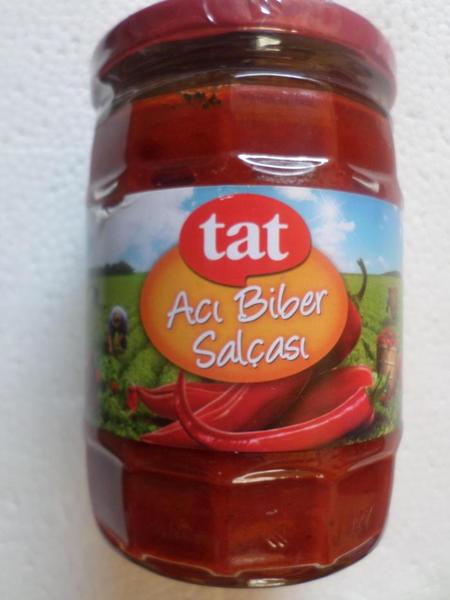 tat
Acı Biber
Salçası